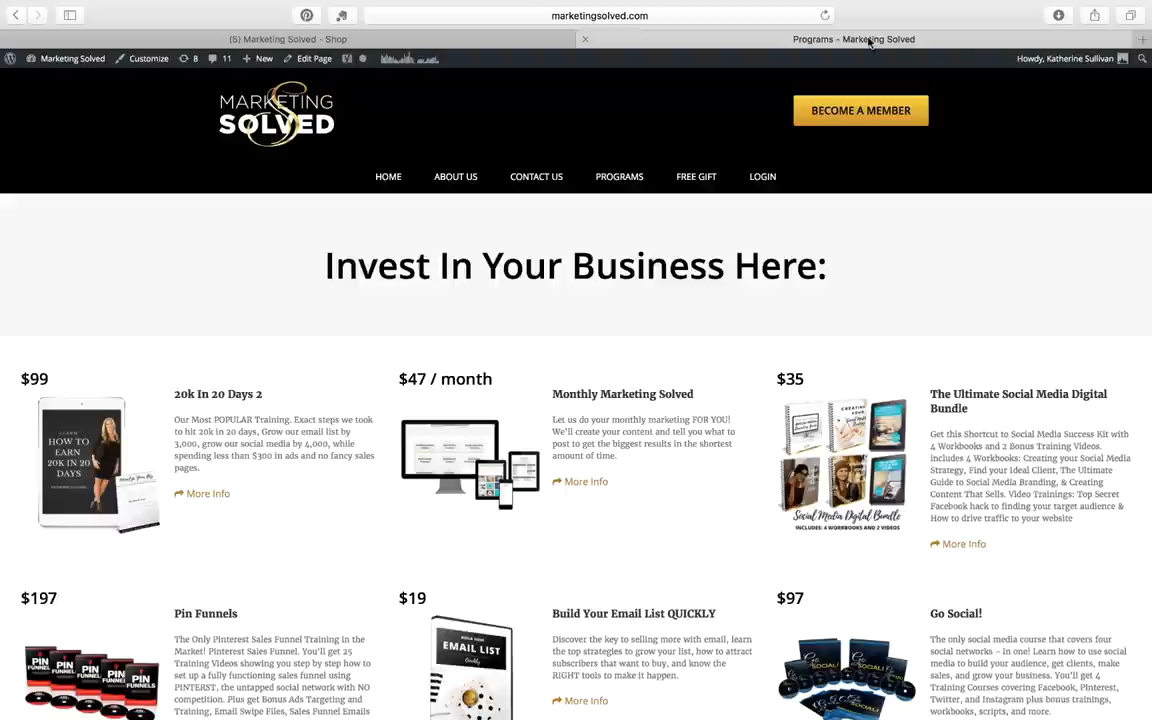 marketingsolved.com
(5) Marketing Solved - Shop
Programs - Marketing Solved
Marketing Solved Customize 8 11 New Edit Page Howdy, Katherine Sullivan
MARKETING
SOLVED
BECOME A MEMBER
HOME ABOUT US CONTACT US PROGRAMS FREE GIFT LOGIN
Invest In Your Business Here:
$99
20k In 20 Days 2
Our Most POPULAR Training. Exact steps we took
to hit 20k in 20 days, Grow our email list by
3,000, grow our social media by 4,000, while
spending less than $300 in ads and no fancy sales
pages.
More Info
LEARN
HOW TO
EARN
20K IN 20
DAYS
$47 / month
Monthly Marketing Solved
Let us do your monthly marketing FOR YOU!
We'll create your content and tell you what to
post to get the biggest results in the shortest
amount of time.
More Info
$35
The Ultimate Social Media Digital
Bundle
Get this Shortcut to Social Media Success Kit with
4 Workbooks and 2 Bonus Training Videos.
includes 4 Workbooks: Creating your Social Media
Strategy, Find your Ideal Client, The Ultimate
Guide to Social Media Branding, & Creating
Content That Sells. Video Trainings: Top Secret
Facebook hack to finding your target audience &
How to drive traffic to your website
More Info
Social Media Digital Bundle
INCLUDES: 4 WORKBOOKS AND 2 VIDEOS
$197
Pin Funnels
The Only Pinterest Sales Funnel Training in the
Market! Pinterest Sales Funnel. You'll get 25
Training Videos showing you step by step how to
set up a fully functioning sales funnel using
PINTERST, the untapped social network with NO
competition. Plus get Bonus Ads Targeting and
Training, Email Swipe Files, Sales Funnel Emails
PIN
FUNNELS
$19
Build Your Email List QUICKLY
Discover the key to selling more with email, learn
the top strategies to grow your list, how to attract
subscribers that want to buy, and know the
RIGHT tools to make it happen.
More Info
BUILD YOUR
EMAIL LIST
Quickly
$97
Go Social!
The only social media course that covers four
social networks – in one! Learn how to use social
media to build your audience, get clients, make
sales, and grow your business. You'll get 4
Training Courses covering Facebook, Pinterest,
Twitter, and Instagram plus bonus trainings,
workbooks, scripts, and more.